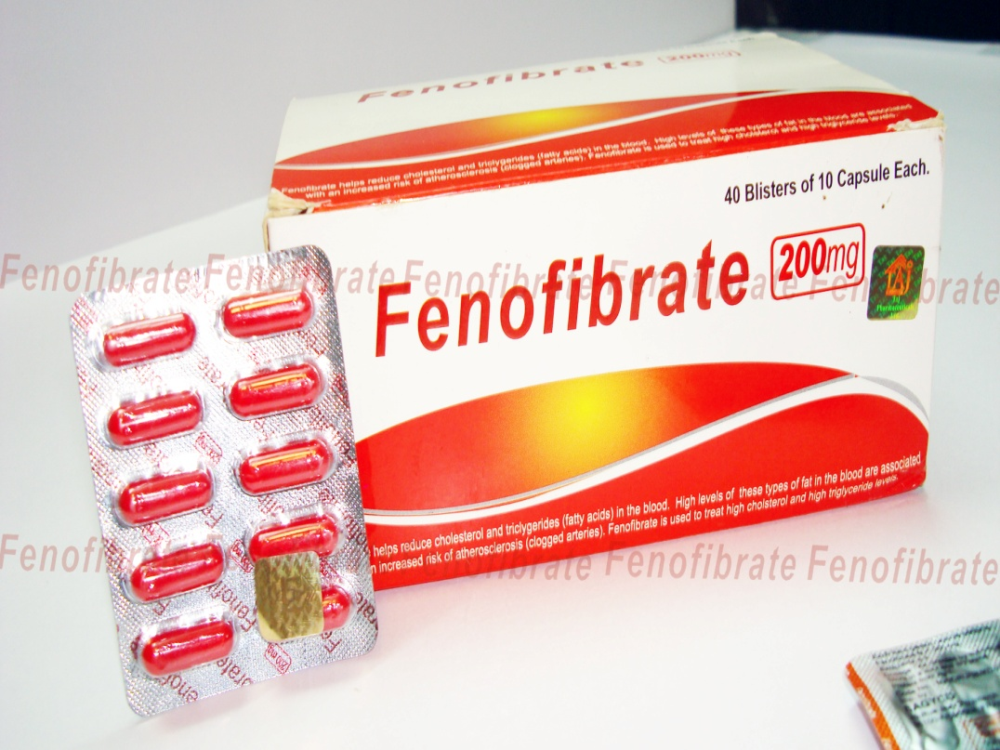 Fenofibrate (200mg)
Fenofibrate helps reduce cholesterol and triclygerides (fatty acids) in the blood. High levels of these types of fat in the blood are associated
with an increased risk of atherosclerosis (clogged arteries). Fenofibrate is used to treat high cholsterol and high triglyceride levels.
40 Blisters of 10 Capsule Each.
Fenofibrate 200mg
TAJ
Taj
Pharmaceuticals
helps reduce cholesterol and triclygerides (fatty acids) in the blood. High levels of these types of fat in the blood are associated
n increased risk of atherosclerosis (clogged arteries). Fenofibrate is used to treat high cholsterol and high triglyceride levels.
Fenofibrate Fenofibrate Fenofibrate Fenofibrate Fenofibrate
Fenofibrate Fenofibrate Fenofibrate Fenofibrate